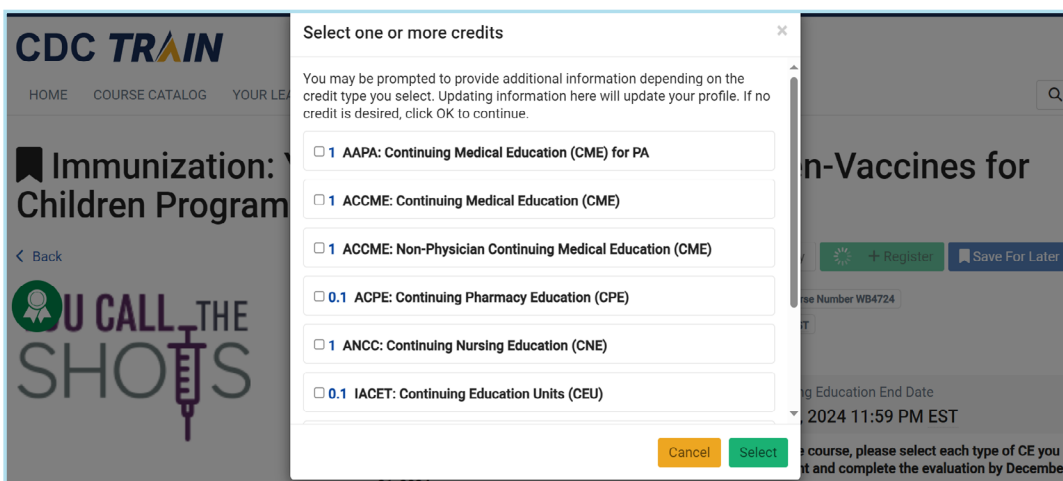 CDC TRAIN
HOME COURSE CATALOG YOUR LEA
Select one or more credits ×
You may be prompted to provide additional information depending on the
credit type you select. Updating information here will update your profile. If no
credit is desired, click OK to continue.
1 AAPA: Continuing Medical Education (CME) for PA
1 ACCME: Continuing Medical Education (CME)
1 ACCME: Non-Physician Continuing Medical Education (CME)
0.1 ACPE: Continuing Pharmacy Education (CPE)
1 ANCC: Continuing Nursing Education (CNE)
0.1 IACET: Continuing Education Units (CEU)
Cancel Select
Immunization: Y
en-Vaccines for
Children Program
Back
+ Register Save For Later
rse Number WB4724
ST
YOU CALL THE
SHOTS
ng Education End Date
, 2024 11:59 PM EST
e course, please select each type of CE you
nt and complete the evaluation by Decembe